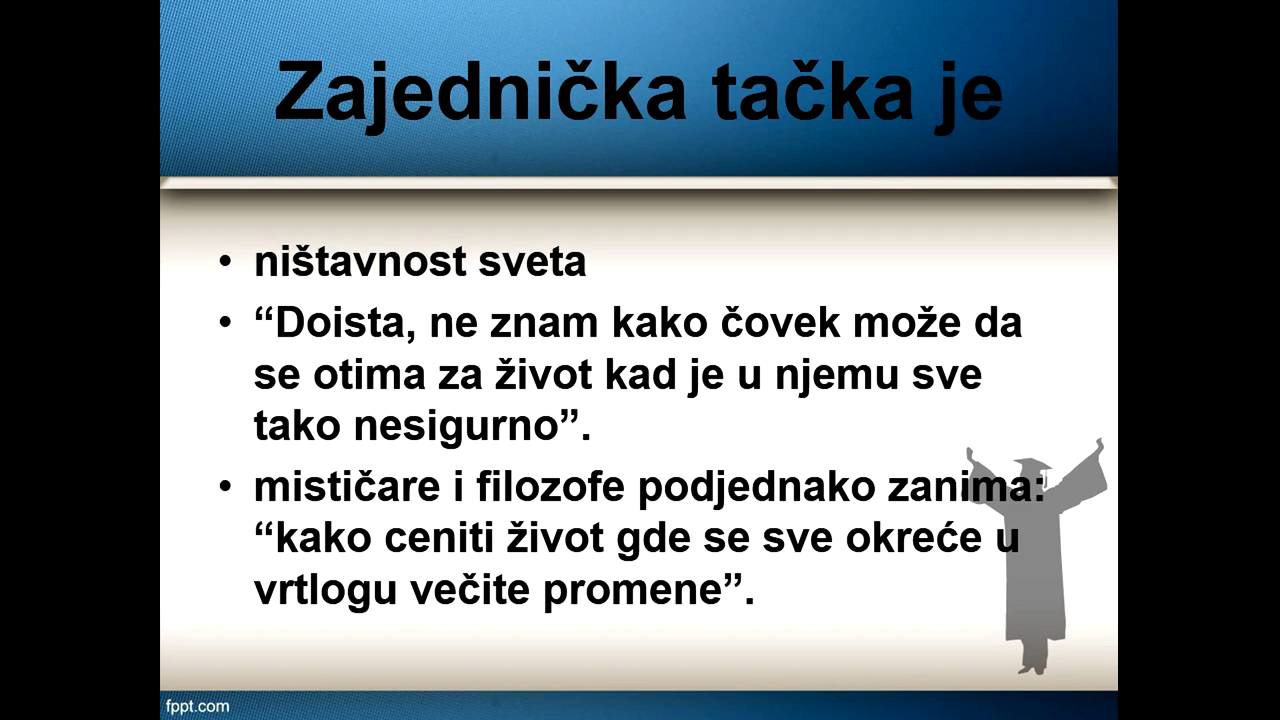 Zajednička tačka je
• ništavnost sveta
• “Doista, ne znam kako čovek može da
se otima za život kad je u njemu sve
tako nesigurno”.
• mističare i filozofe podjednako zanima:
“kako ceniti život gde se sve okreće u
vrtlogu večite promene”.
fppt.com